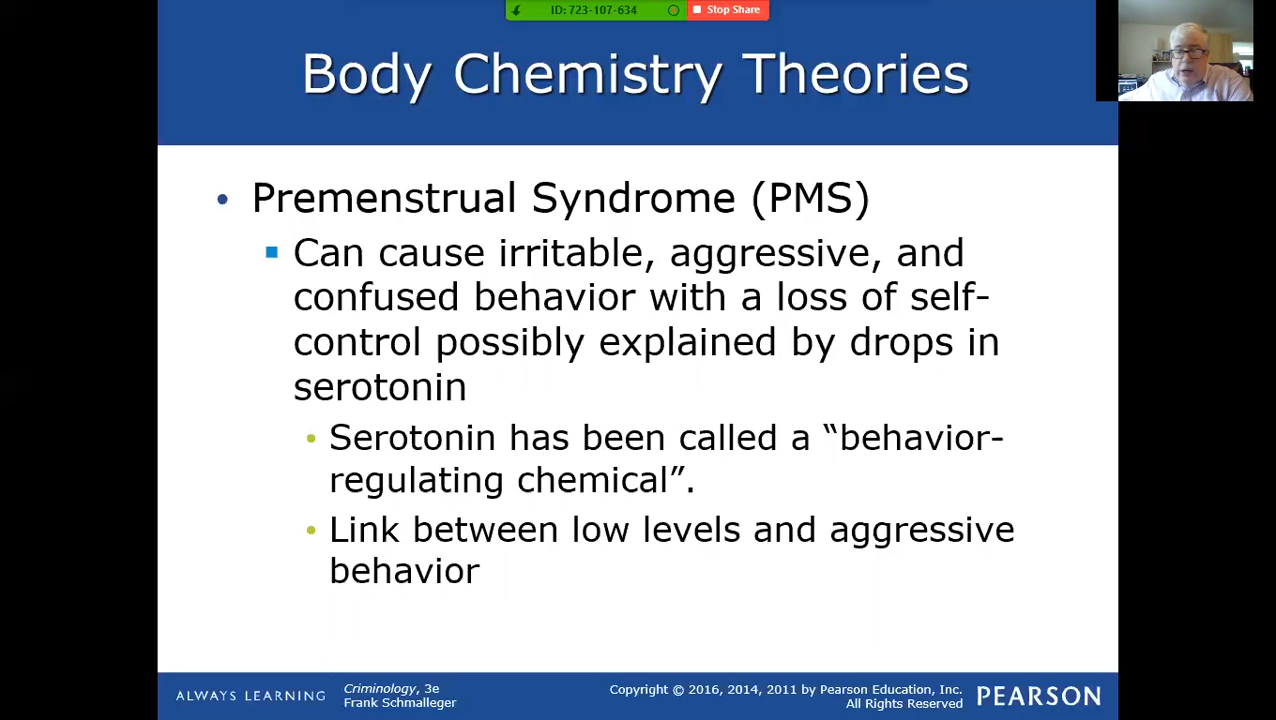 ID: 723-107-634
Stop Share
Body Chemistry Theories
• Premenstrual Syndrome (PMS)
▪ Can cause irritable, aggressive, and
confused behavior with a loss of self-
control possibly explained by drops in
serotonin
• Serotonin has been called a “behavior-
regulating chemical”.
• Link between low levels and aggressive
behavior
ALWAYS LEARNING
Criminology, 3e
Frank Schmalleger
Copyright © 2016, 2014, 2011 by Pearson Education, Inc.
All Rights Reserved
PEARSON